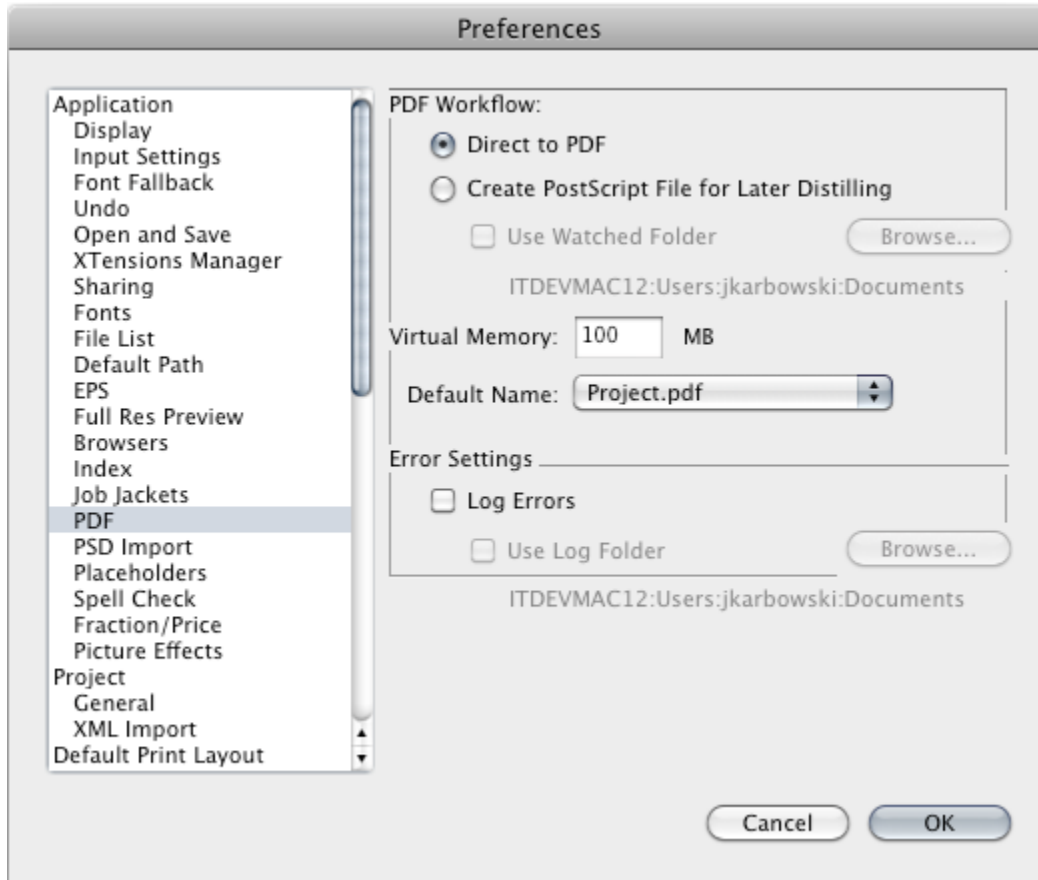 Preferences
Application
Display
Input Settings
Font Fallback
Undo
Open and Save
XTensions Manager
Sharing
Fonts
File List
Default Path
EPS
Full Res Preview
Browsers
Index
Job Jackets
PDF
PSD Import
Placeholders
Spell Check
Fraction/Price
Picture Effects
Project
General
XML Import
Default Print Layout
PDF Workflow:
Direct to PDF
Create PostScript File for Later Distilling
Use Watched Folder Browse...
ITDEVMAC12:Users:jkarbowski:Documents
Virtual Memory: 100 MB
Default Name: Project.pdf
Error Settings
Log Errors
Use Log Folder Browse...
ITDEVMAC12:Users:jkarbowski:Documents
Cancel OK